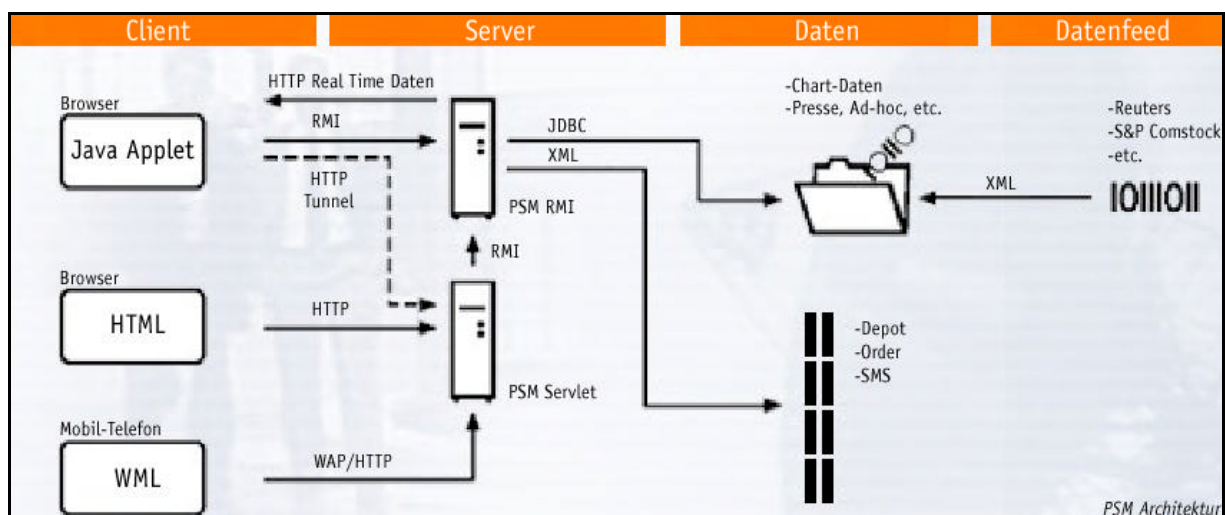 Client
Server
Daten
Datenfeed
HTTP Real Time Daten
Browser
Java Applet
RMI
HTTP
Tunnel
PSM RMI
JDBC
XML
-Chart-Daten
-Presse, Ad-hoc, etc.
XML
-Reuters
-S&P Comstock
-etc.
RMI
Browser
HTML
HTTP
PSM Servlet
-Depot
-Order
-SMS
Mobil-Telefon
WML
WAP/HTTP
PSM Architektur